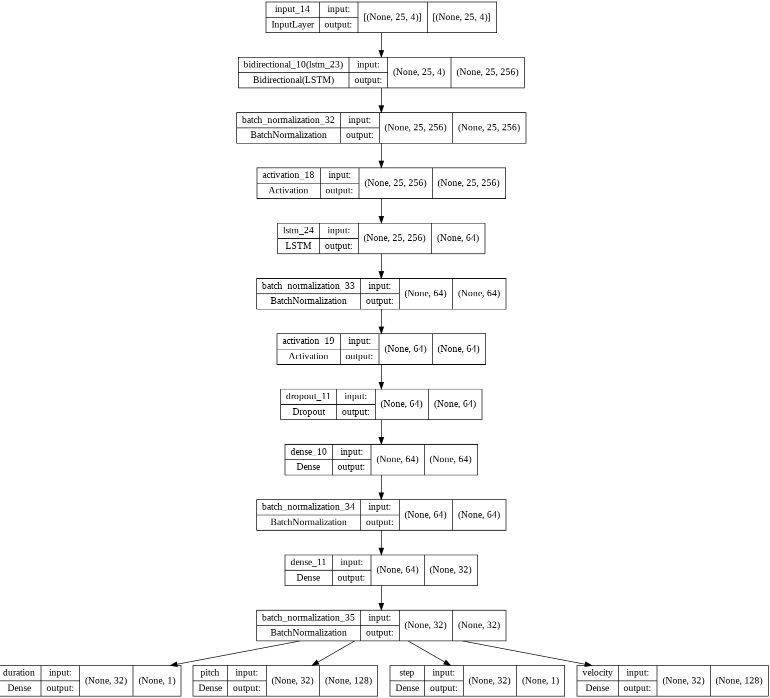 input_14 input: [(None, 25, 4)] [(None, 25, 4)]
InputLayer output:
bidirectional_10(lstm_23) input: (None, 25, 4) (None, 25, 256)
Bidirectional(LSTM) output:
batch_normalization_32 input: (None, 25, 256) (None, 25, 256)
BatchNormalization output:
activation_18 input: (None, 25, 256) (None, 25, 256)
Activation output:
lstm_24 input: (None, 25, 256) (None, 64)
LSTM output:
batch_normalization_33 input: (None, 64) (None, 64)
BatchNormalization output:
activation_19 input: (None, 64) (None, 64)
Activation output:
dropout_11 input: (None, 64) (None, 64)
Dropout output:
dense_10 input: (None, 64) (None, 64)
Dense output:
batch_normalization_34 input: (None, 64) (None, 64)
BatchNormalization output:
dense_11 input: (None, 64) (None, 32)
Dense output:
batch_normalization_35 input: (None, 32) (None, 32)
BatchNormalization output:
duration input: (None, 32) (None, 1) pitch input: (None, 32) (None, 128) step input: (None, 32) (None, 1) velocity input: (None, 32) (None, 128)
Dense output: Dense output: Dense output: Dense output: